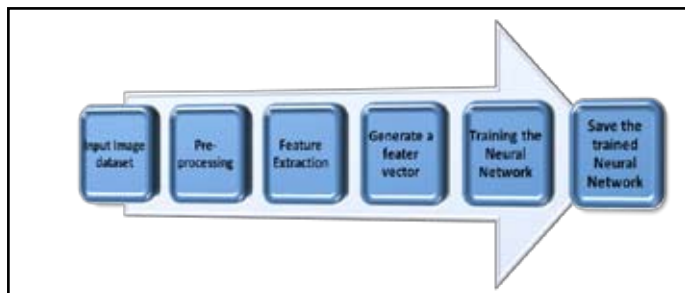 Input Image
dataset
Pre-
processing
Feature
Extraction
Generate a
feater
vector
Training the
Neural
Network
Save the
trained
Neural
Network